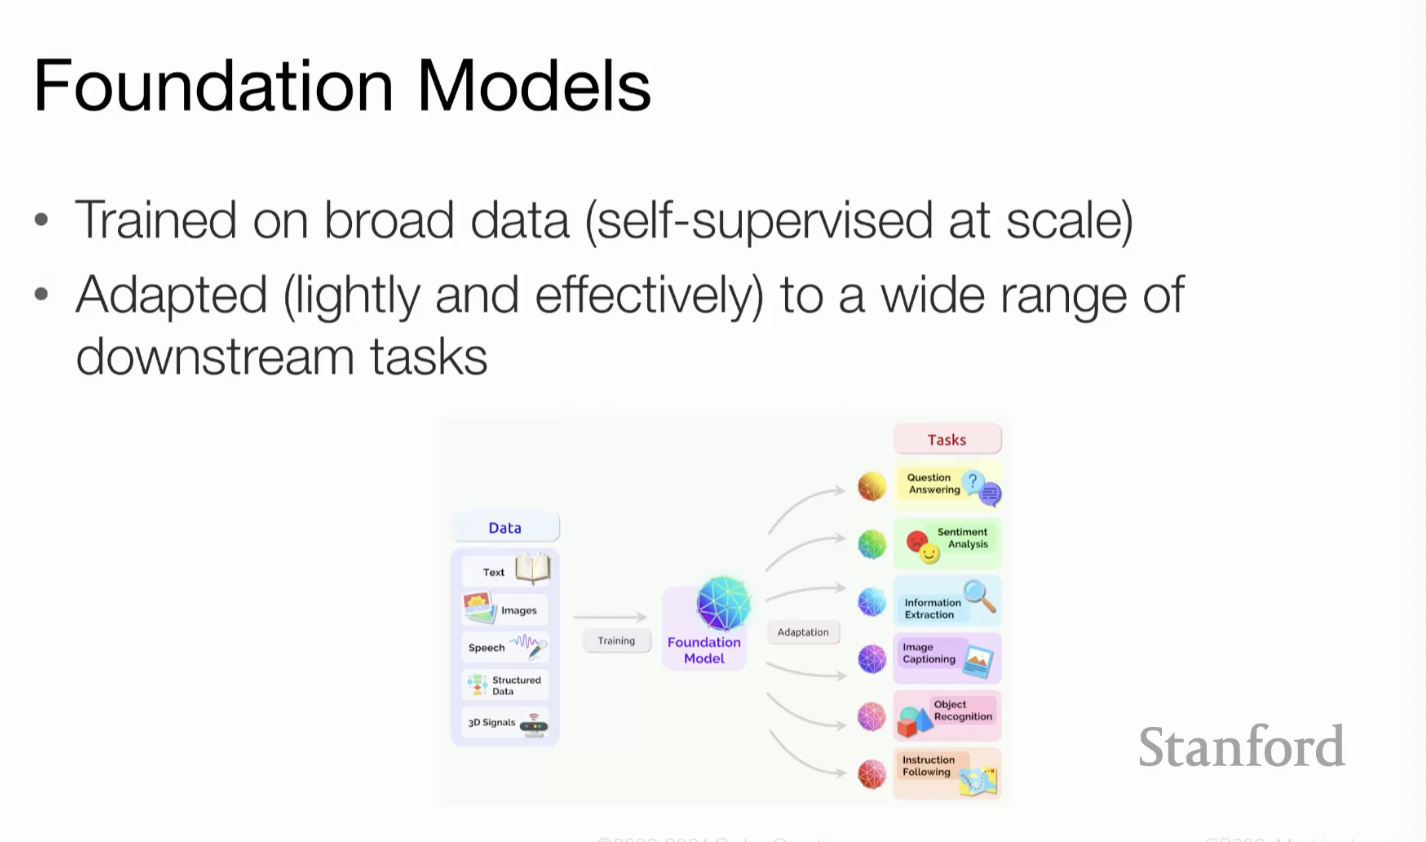 Foundation Models
• Trained on broad data (self-supervised at scale)
• Adapted (lightly and effectively) to a wide range of
downstream tasks
Data
Text
Images
Speech
Structured
Data
3D Signals
Training
Foundation
Model
Adaptation
Tasks
Question
Answering
Sentiment
Analysis
Information
Extraction
Image
Captioning
Object
Recognition
Instruction
Following
Stanford